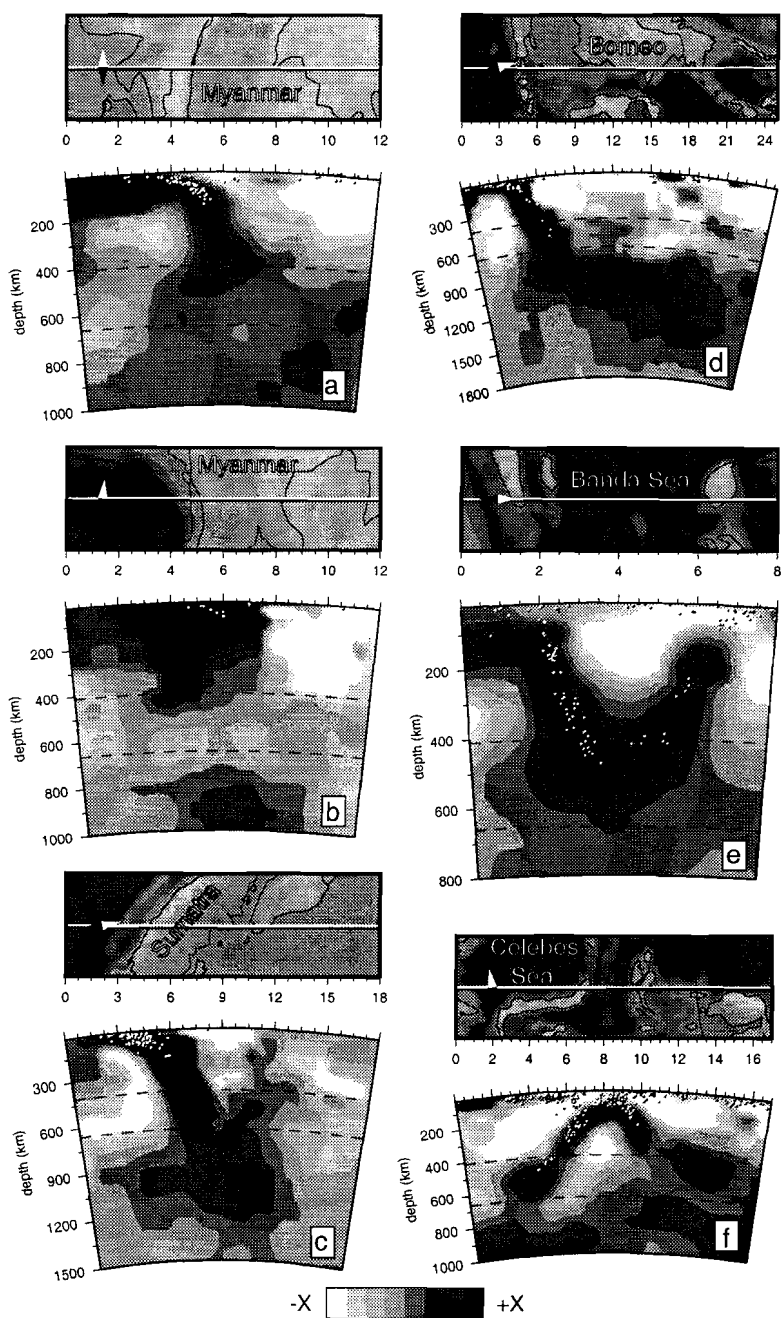 Myanmar
0 2 4 6 8 10 12
depth (km)
200
400
600
800
1000
a
Myanmar
0 2 4 6 8 10 12
depth (km)
200
400
600
800
1000
b
Sumatra
0 3 6 9 12 15 18
depth (km)
300
600
900
1200
1500
c
Borneo
0 3 6 9 12 15 18 21 24
depth (km)
300
600
900
1200
1500
1800
d
Banda Sea
0 2 4 6 8
depth (km)
200
400
600
800
e
Celebes
Sea
0 2 4 6 8 10 12 14 16
depth (km)
200
400
600
800
1000
f
-X +X